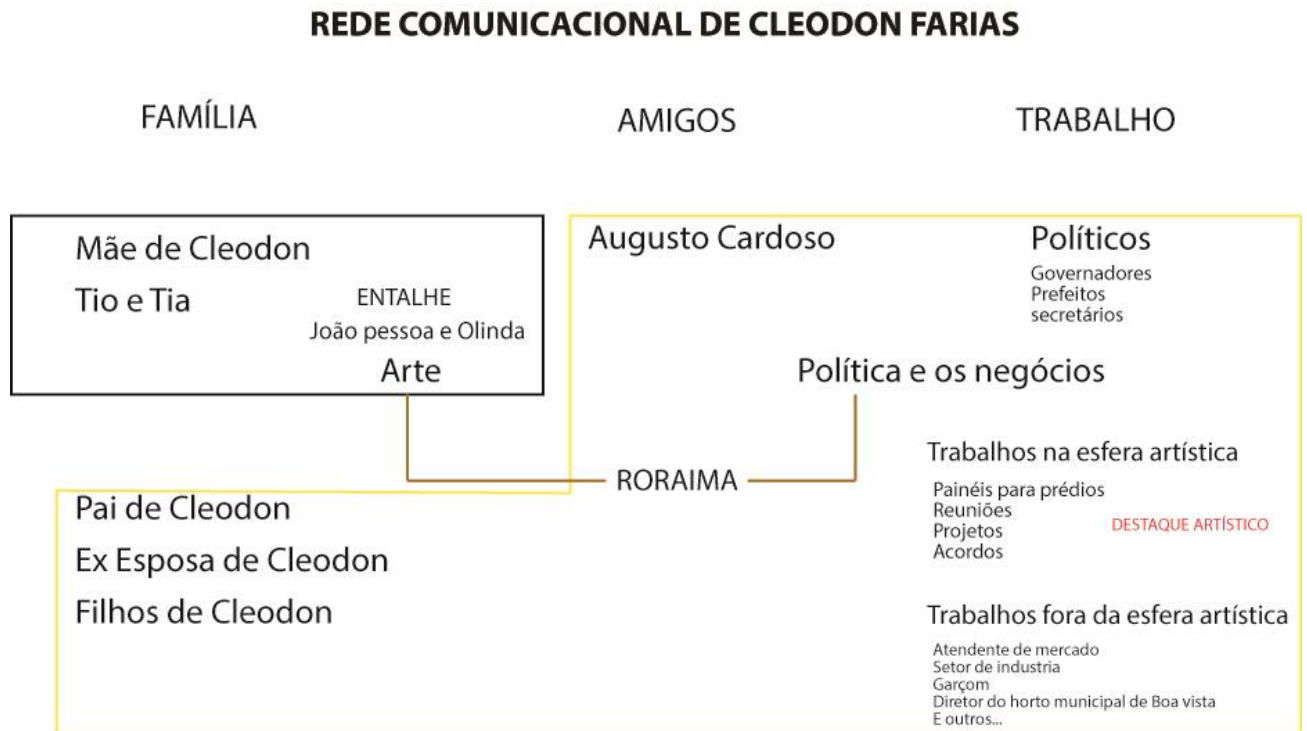 REDE COMUNICACIONAL DE CLEODON FARIAS
FAMÍLIA
AMIGOS
TRABALHO
Mãe de Cleodon
Tio e Tia
ENTALHE
João pessoa e Olinda
Arte
Augusto Cardoso
Políticos
Governadores
Prefeitos
secretários
Política e os negócios
RORAIMA
Pai de Cleodon
Ex Esposa de Cleodon
Filhos de Cleodon
Trabalhos na esfera artística
Painéis para prédios
Reuniões
Projetos
Acordos
DESTAQUE ARTÍSTICO
Trabalhos fora da esfera artística
Atendente de mercado
Setor de industria
Garçom
Diretor do horto municipal de Boa vista
E outros...